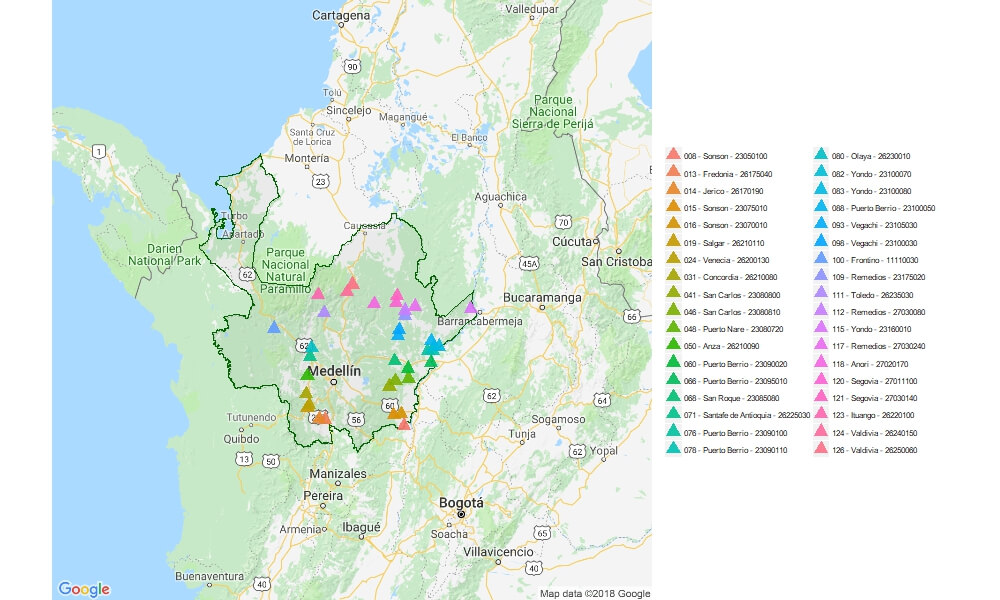 Cartagena
Valledupar
90
Tolú
Sincelejo
Magangué
Parque
Nacional
Sierra de Perijá
1
Santa Cruz
de Lorica
El Banco
Montería
23
Aguachica
Turbo
Apartadó
Caucasia
70
Cúcuta
San Cristoba
Darien
National Park
Parque
Nacional
Natural
Paramillo
62
45A
Bucaramanga
66
Barrancabermeja
62
Medellín
62
64
60
Tutunendo
56
Sogamoso
Quibdo
Tunja
13
50
62
Yopal
Manizales
Pereira
Bogotá
Armenia
Ibagué
Soacha
65
Villavicencio
40
Buenaventura
40
Google
Map data ©2018 Google
008 - Sonson - 23050100
013 - Fredonia - 26175040
014 - Jerico - 26170190
015 - Sonson - 23075010
016 - Sonson - 23070010
019 - Salgar - 26210110
024 - Venecia - 26200130
031 - Concordia - 26210080
041 - San Carlos - 23080800
046 - San Carlos - 23080810
048 - Puerto Nare - 23080720
050 - Anza - 26210090
060 - Puerto Berrio - 23090020
066 - Puerto Berrio - 23095010
068 - San Roque - 23085080
071 - Santafe de Antioquia - 26225030
076 - Puerto Berrio - 23090100
078 - Puerto Berrio - 23090110
080 - Olaya - 26230010
082 - Yondo - 23100070
083 - Yondo - 23100080
088 - Puerto Berrio - 23100050
093 - Vegachi - 23105030
098 - Vegachi - 23100030
100 - Frontino - 11110030
109 - Remedios - 23175020
111 - Toledo - 26235030
112 - Remedios - 27030080
115 - Yondo - 23160010
117 - Remedios - 27030240
118 - Anori - 27020170
120 - Segovia - 27011100
121 - Segovia - 27030140
123 - Ituango - 26220100
124 - Valdivia - 26240150
126 - Valdivia - 26250060